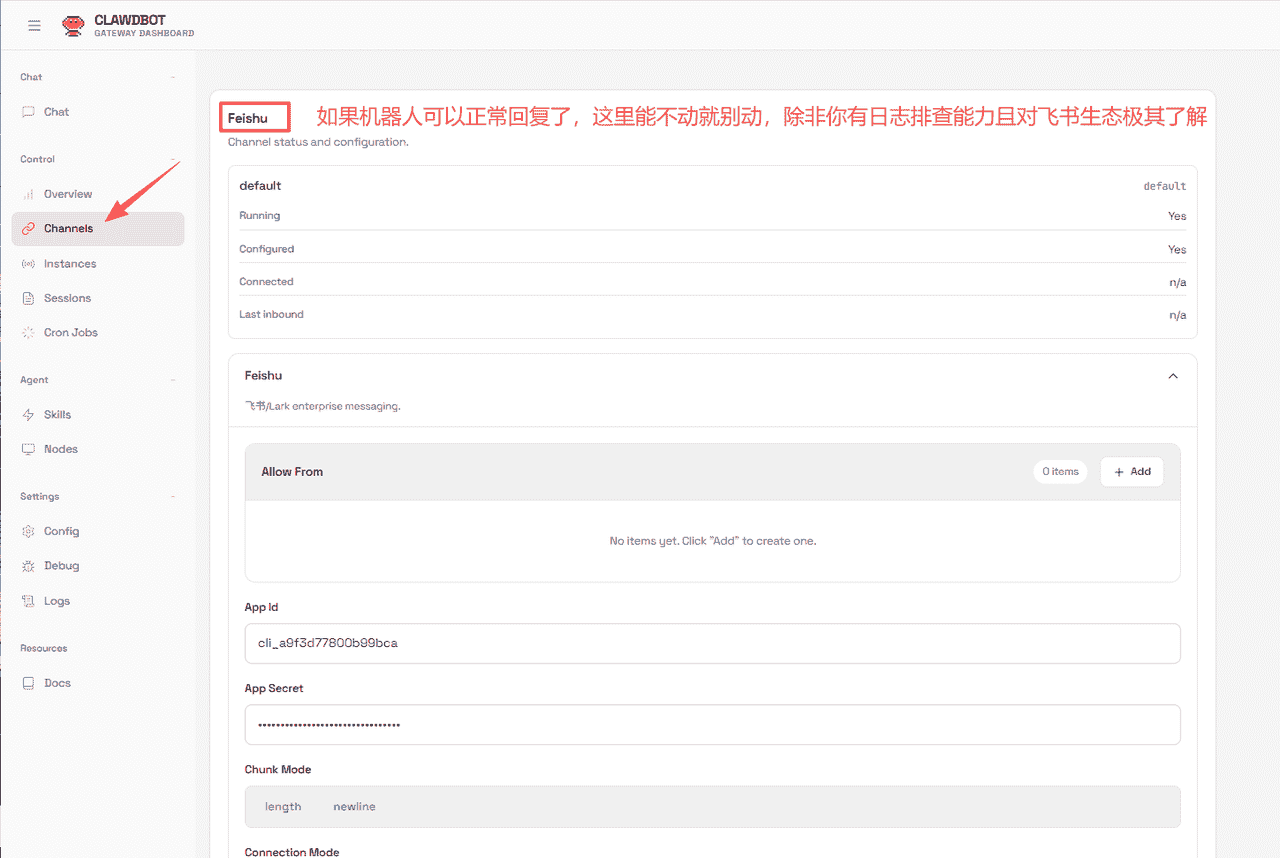 CLAWDBOT
GATEWAY DASHBOARD
Chat
Chat
Control
Overview
Channels
Instances
Sessions
Cron Jobs
Agent
Skills
Nodes
Settings
Config
Debug
Logs
Resources
Docs
Feishu 如果机器人可以正常回复了，这里能不动就别动，除非你有日志排查能力且对飞书生态极其了解
Channel status and configuration.
default default
Running Yes
Configured Yes
Connected n/a
Last inbound n/a
Feishu
飞书/Lark enterprise messaging.
Allow From 0 items + Add
No items yet. Click "Add" to create one.
App Id
cli_a9f3d77800b99bca
App Secret
••••••••••••••••••••••••••••••••
Chunk Mode
length newline
Connection Mode